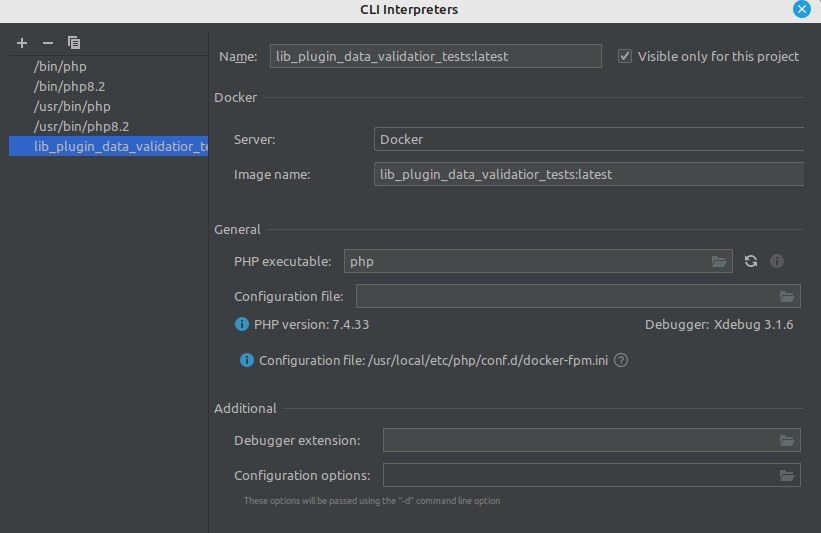 CLI Interpreters
/bin/php
/bin/php8.2
/usr/bin/php
/usr/bin/php8.2
lib_plugin_data_validatior_te
Name: lib_plugin_data_validatior_tests:latest Visible only for this project
Docker
Server: Docker
Image name: lib_plugin_data_validatior_tests:latest
General
PHP executable: php
Configuration file:
PHP version: 7.4.33 Debugger: Xdebug 3.1.6
Configuration file: /usr/local/etc/php/conf.d/docker-fpm.ini
Additional
Debugger extension:
Configuration options:
These options will be passed using the "-d" command line option